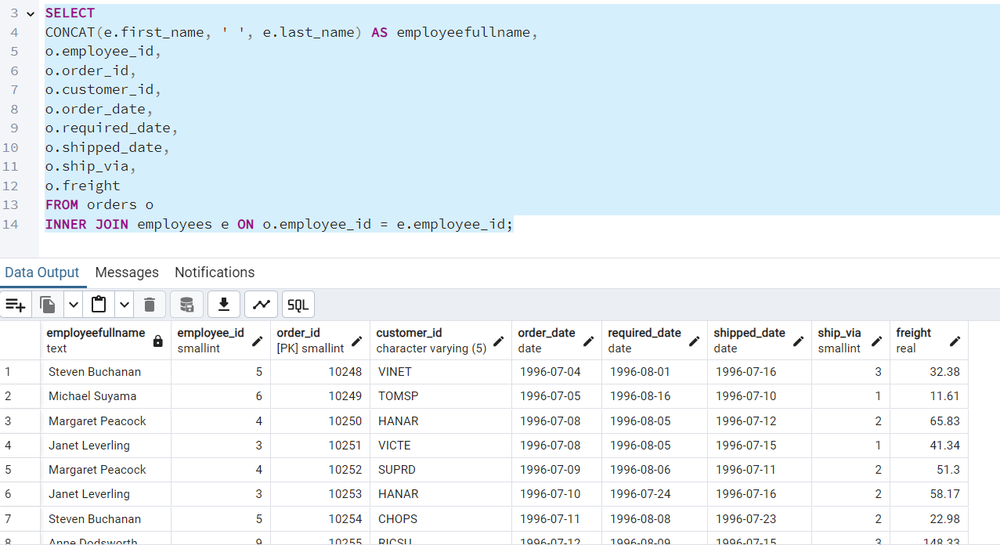 3 SELECT
4 CONCAT(e.first_name, ' ', e.last_name) AS employeefullname,
5 o.employee_id,
6 o.order_id,
7 o.customer_id,
8 o.order_date,
9 o.required_date,
10 o.shipped_date,
11 o.ship_via,
12 o.freight
13 FROM orders o
14 INNER JOIN employees e ON o.employee_id = e.employee_id;
Data Output Messages Notifications
SQL
employeefullname employee_id order_id customer_id order_date required_date shipped_date ship_via freight
text smallint [PK] smallint character varying (5) date date date smallint real
1 Steven Buchanan 5 10248 VINET 1996-07-04 1996-08-01 1996-07-16 3 32.38
2 Michael Suyama 6 10249 TOMSP 1996-07-05 1996-08-16 1996-07-10 1 11.61
3 Margaret Peacock 4 10250 HANAR 1996-07-08 1996-08-05 1996-07-12 2 65.83
4 Janet Leverling 3 10251 VICTE 1996-07-08 1996-08-05 1996-07-15 1 41.34
5 Margaret Peacock 4 10252 SUPRD 1996-07-09 1996-08-06 1996-07-11 2 51.3
6 Janet Leverling 3 10253 HANAR 1996-07-10 1996-07-24 1996-07-16 2 58.17
7 Steven Buchanan 5 10254 CHOPS 1996-07-11 1996-08-08 1996-07-23 2 22.98
8 Anne Dodsworth 9 10255 RICSU 1996-07-12 1996-08-09 1996-07-15 3 148.33